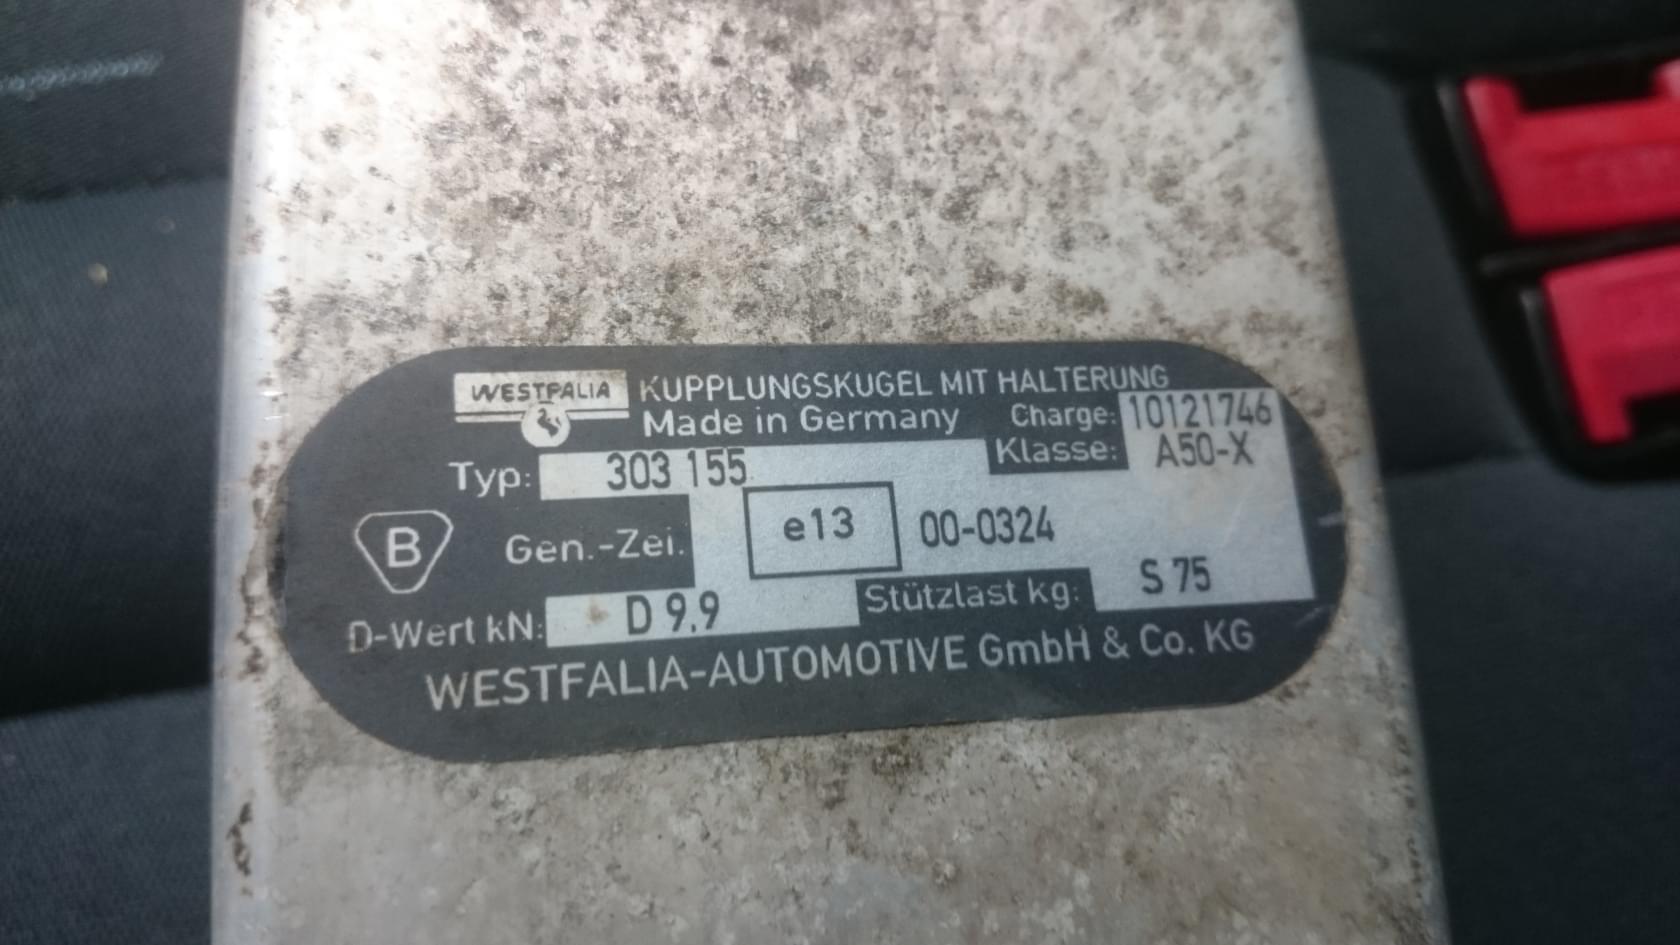 WESTFALIA KUPPLUNGSKUGEL MIT HALTERUNG
Made in Germany Charge: 10121746
Typ: 303 155 Klasse: A50-X
B Gen.-Zei. e13 00-0324
D-Wert kN: D 9,9 Stützlast kg: S 75
WESTFALIA-AUTOMOTIVE GmbH & Co. KG